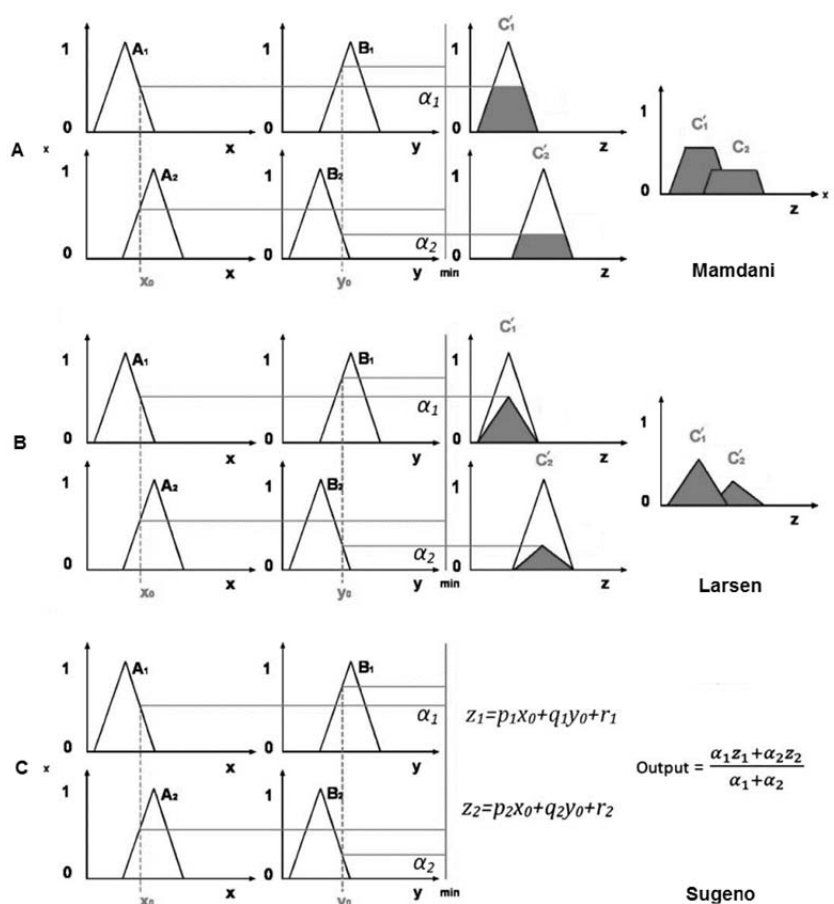 C′₁
1 A₁ 1 B₁ 1
α₁
0 0 0
A x x y z
C′₂
1 A₂ 1 B₂ 1
α₂
0 0 0
x y min z
x₀ y₀
1 C′₁ C₂
0 x
z
Mamdani
C′₁
1 A₁ 1 B₁ 1
α₁
0 0 0
B x y z
C′₂
1 A₂ 1 B₂ 1
α₂
0 0 0
x y min z
x₀ y₀
1 C′₁ C′₂
0
z
Larsen
1 A₁ 1 B₁
α₁ z₁=p₁x₀+q₁y₀+r₁
0 0
C x x y
1 A₂ 1 B₂
z₂=p₂x₀+q₂y₀+r₂
α₂
0 0
x y min
x₀ y₀
Output = α₁z₁+α₂z₂
α₁+α₂
Sugeno